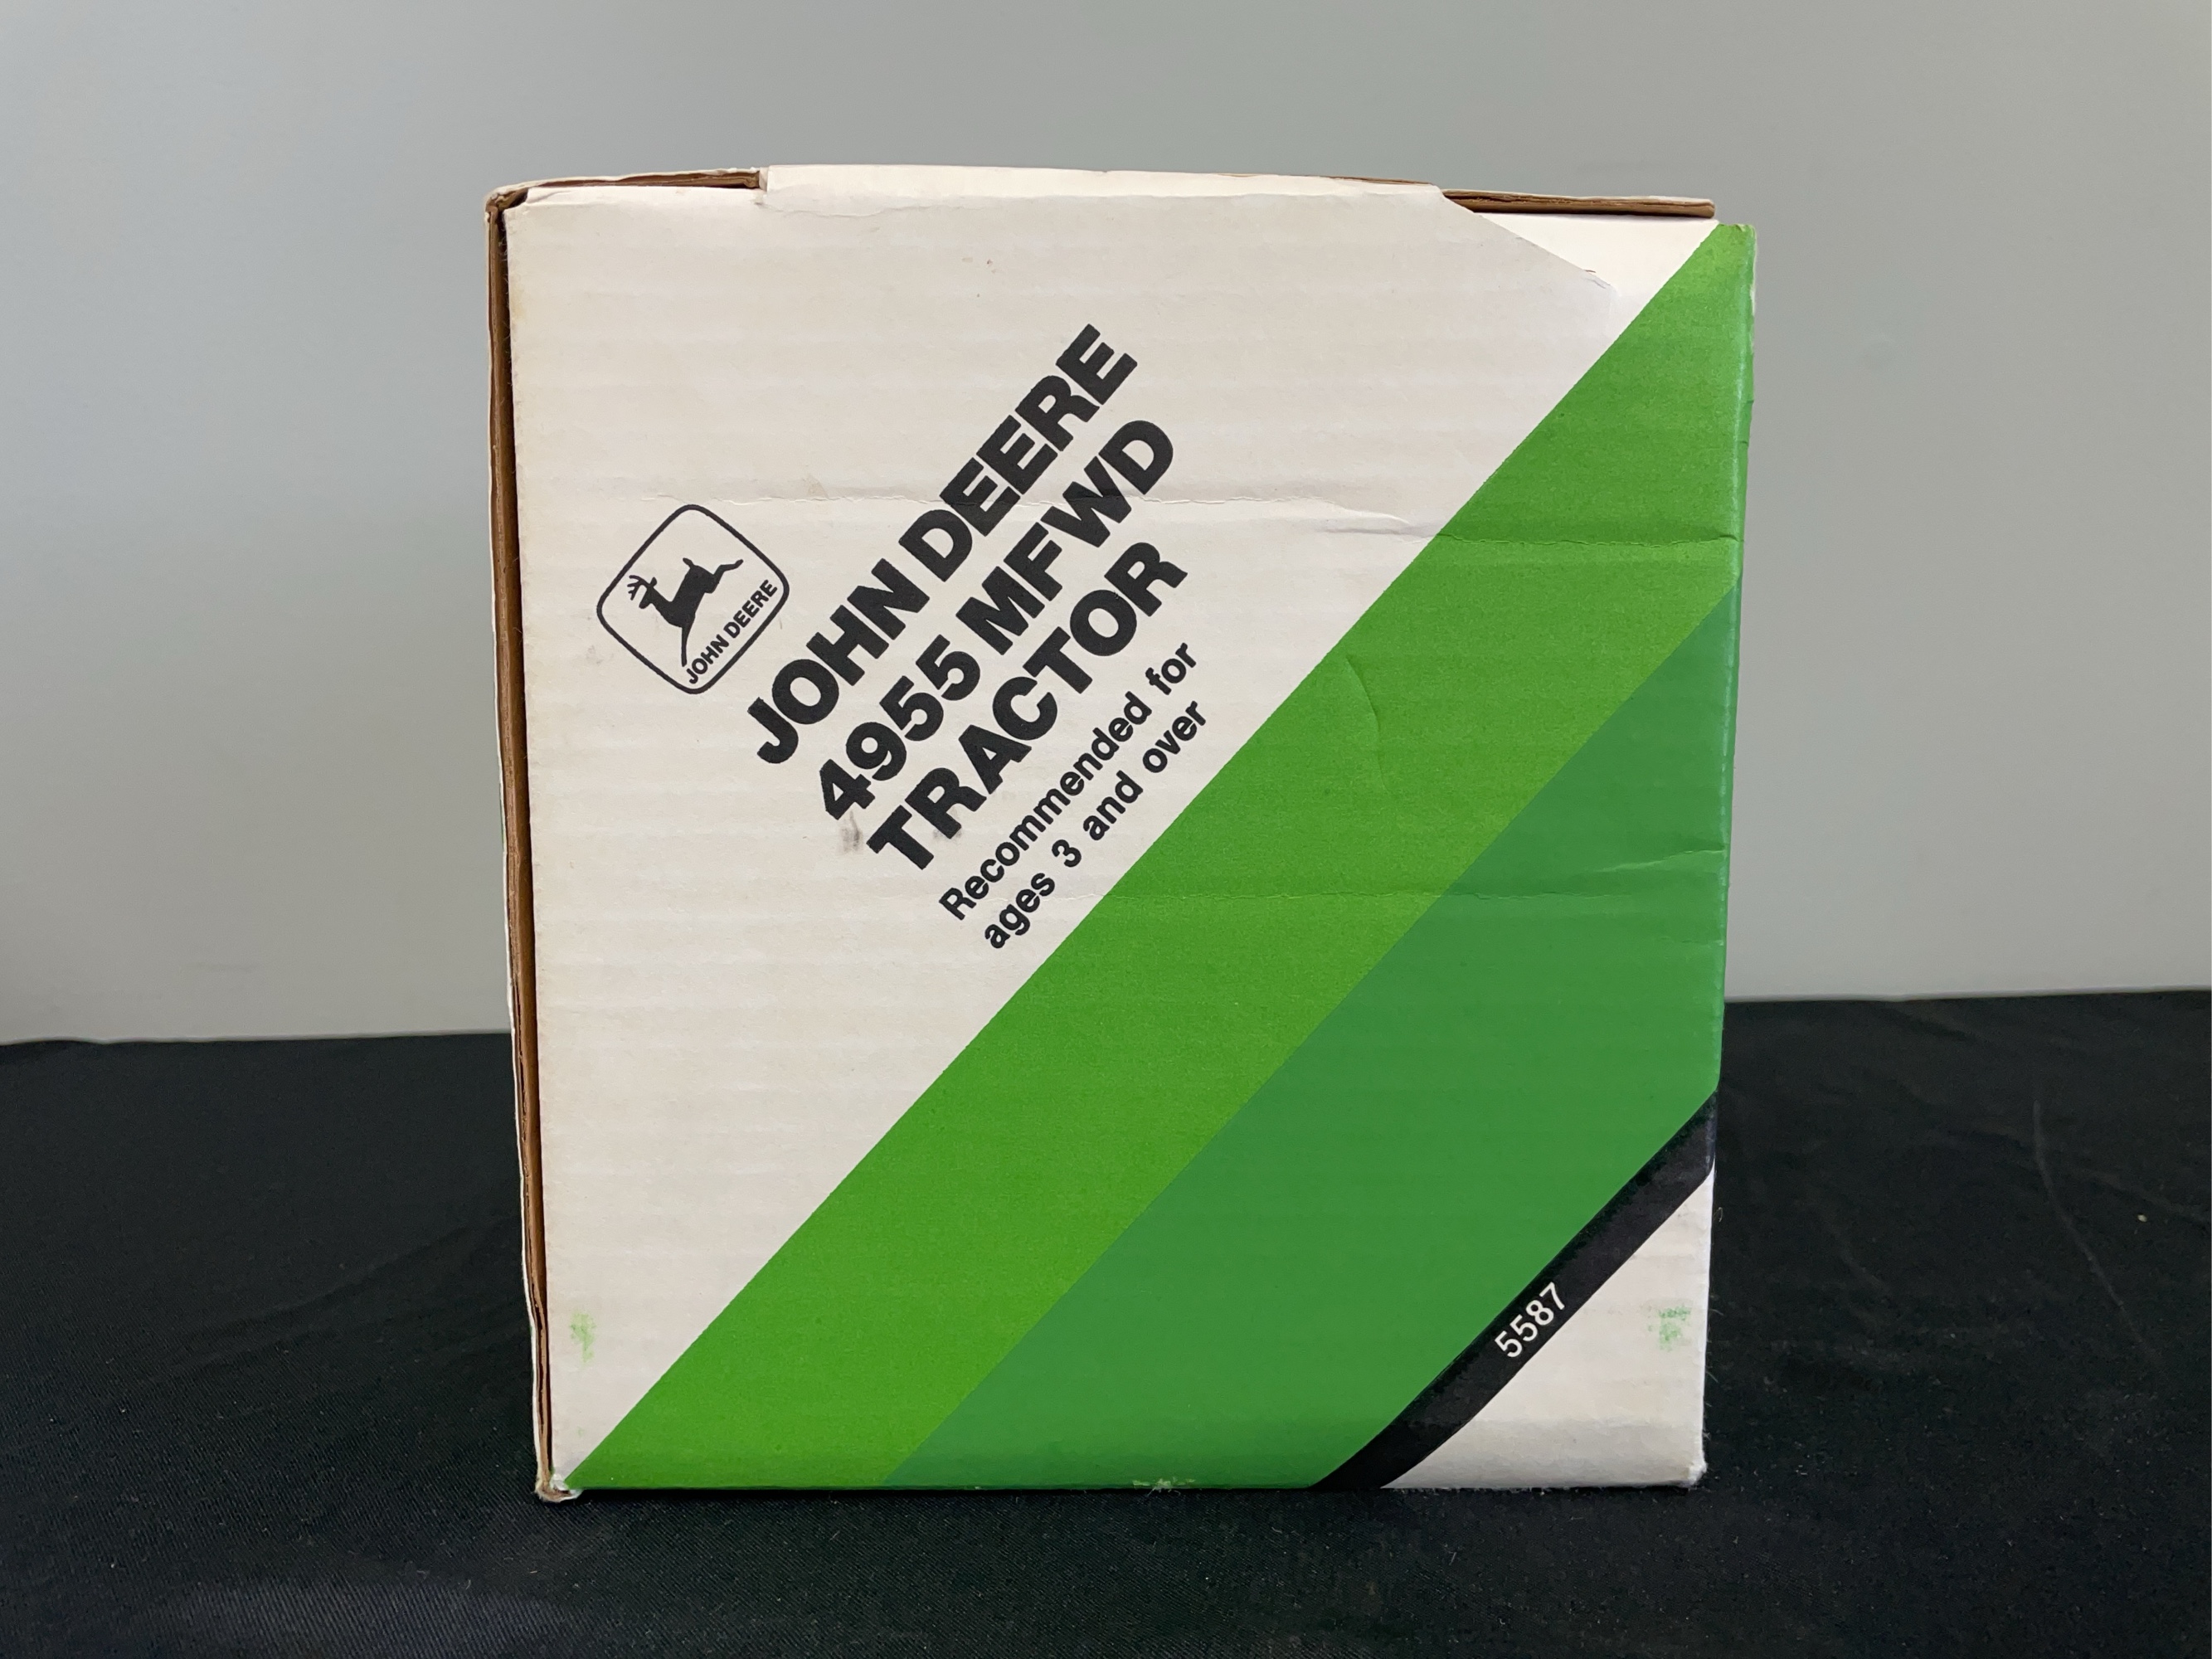 JOHN DEERE
JOHN DEERE
4955 MFWD
TRACTOR
Recommended for
ages 3 and over
5587